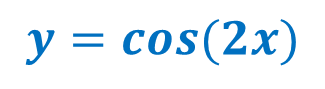 y = cos(2x)